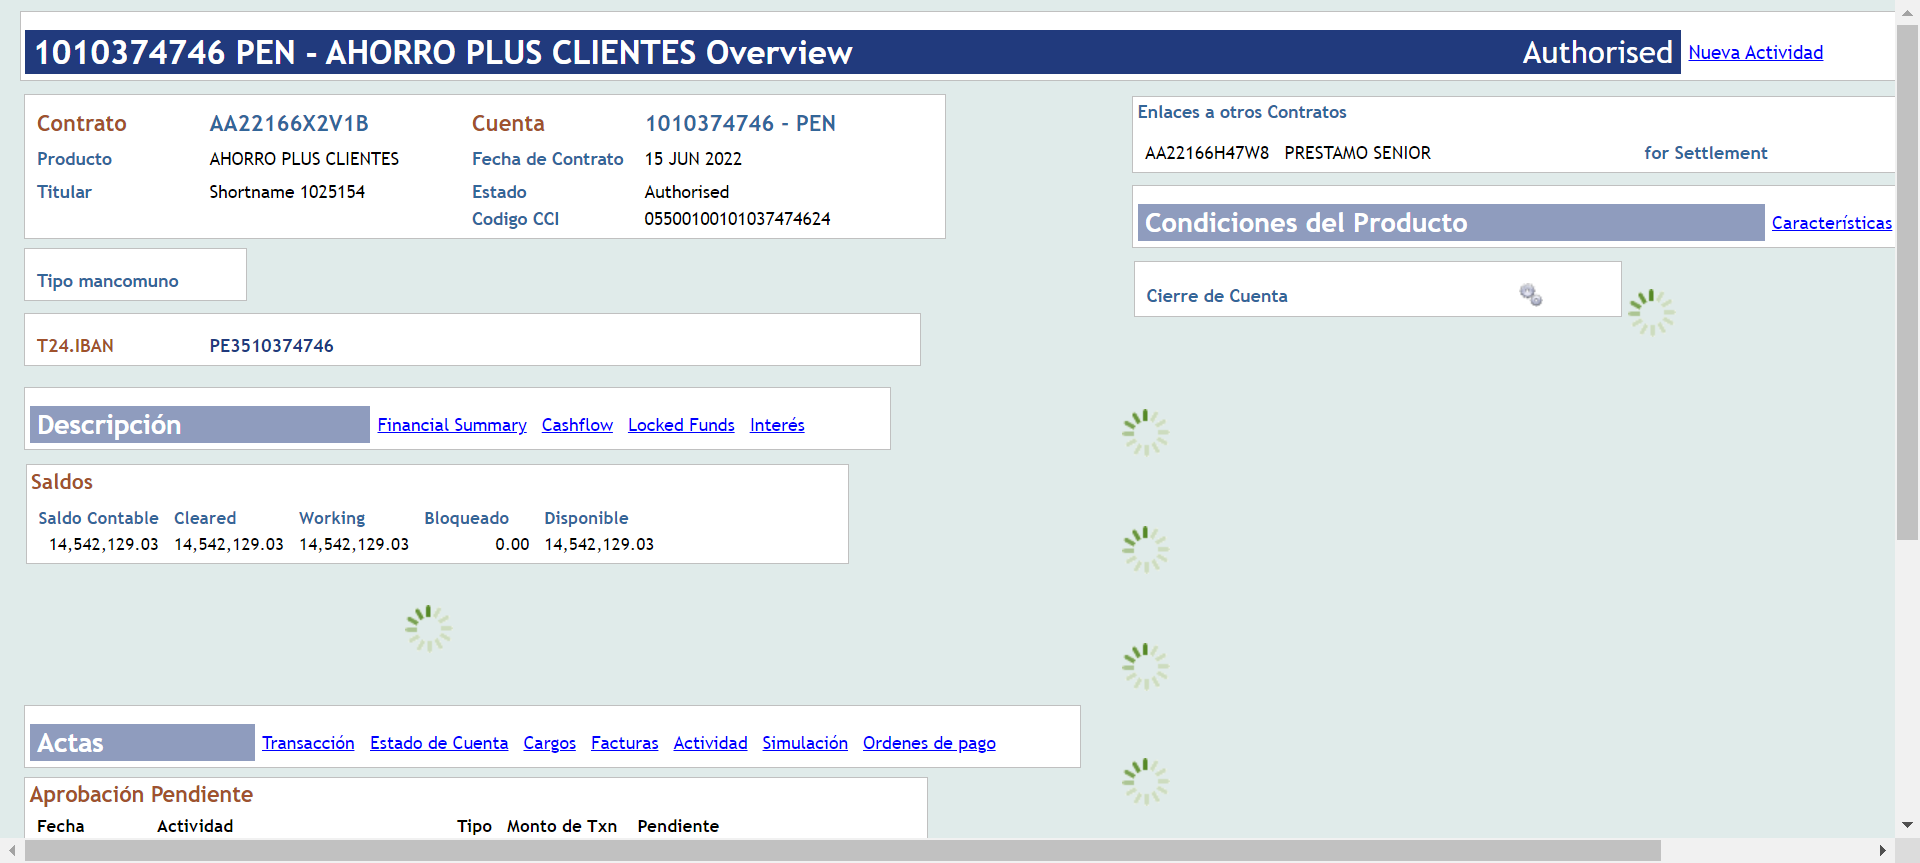 1010374746 PEN - AHORRO PLUS CLIENTES Overview Authorised Nueva Actividad
Contrato AA22166X2V1B Cuenta 1010374746 - PEN
Producto AHORRO PLUS CLIENTES Fecha de Contrato 15 JUN 2022
Titular Shortname 1025154 Estado Authorised
Codigo CCI 05500100101037474624
Tipo mancomuno
T24.IBAN PE3510374746
Descripción Financial Summary Cashflow Locked Funds Interés
Saldos
Saldo Contable Cleared Working Bloqueado Disponible
14,542,129.03 14,542,129.03 14,542,129.03 0.00 14,542,129.03
Actas Transacción Estado de Cuenta Cargos Facturas Actividad Simulación Ordenes de pago
Aprobación Pendiente
Fecha Actividad Tipo Monto de Txn Pendiente
Enlaces a otros Contratos
AA22166H47W8 PRESTAMO SENIOR for Settlement
Condiciones del Producto Características
Cierre de Cuenta